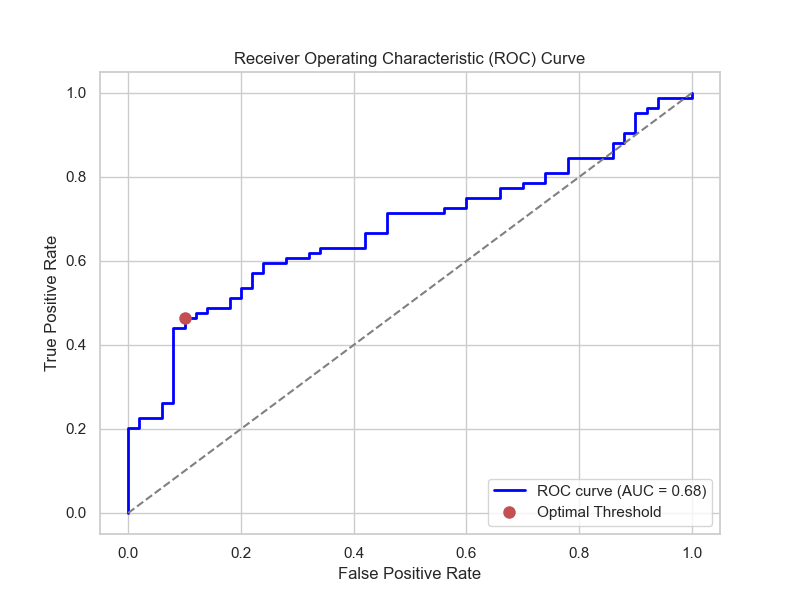 Receiver Operating Characteristic (ROC) Curve
True Positive Rate
1.0
0.8
0.6
0.4
0.2
0.0
0.0 0.2 0.4 0.6 0.8 1.0
False Positive Rate
ROC curve (AUC = 0.68)
Optimal Threshold